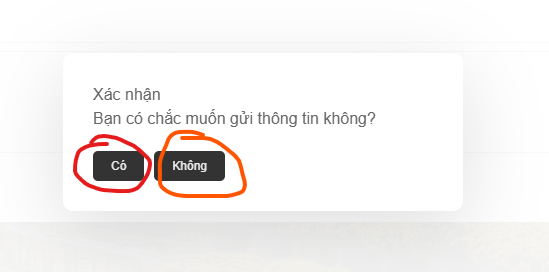 Xác nhận
Bạn có chắc muốn gửi thông tin không?
Có Không